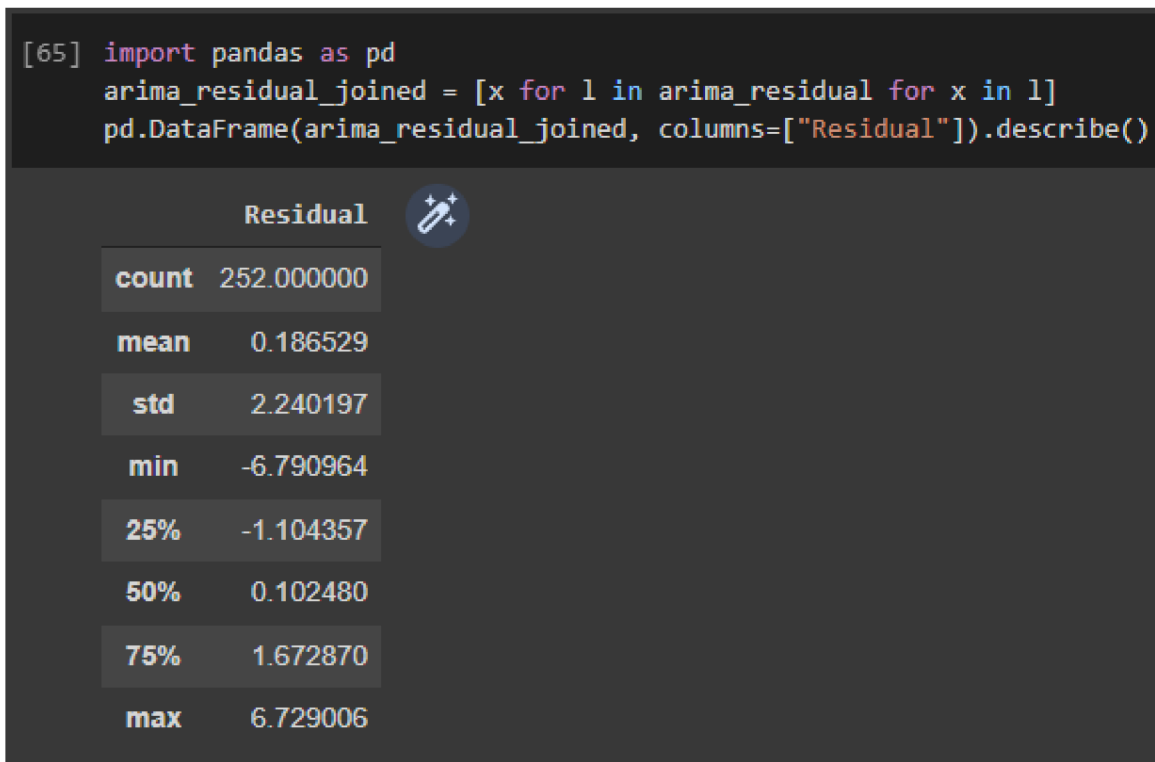 [65] import pandas as pd
arima_residual_joined = [x for l in arima_residual for x in l]
pd.DataFrame(arima_residual_joined, columns=["Residual"]).describe()
Residual
count 252.000000
mean 0.186529
std 2.240197
min -6.790964
25% -1.104357
50% 0.102480
75% 1.672870
max 6.729006